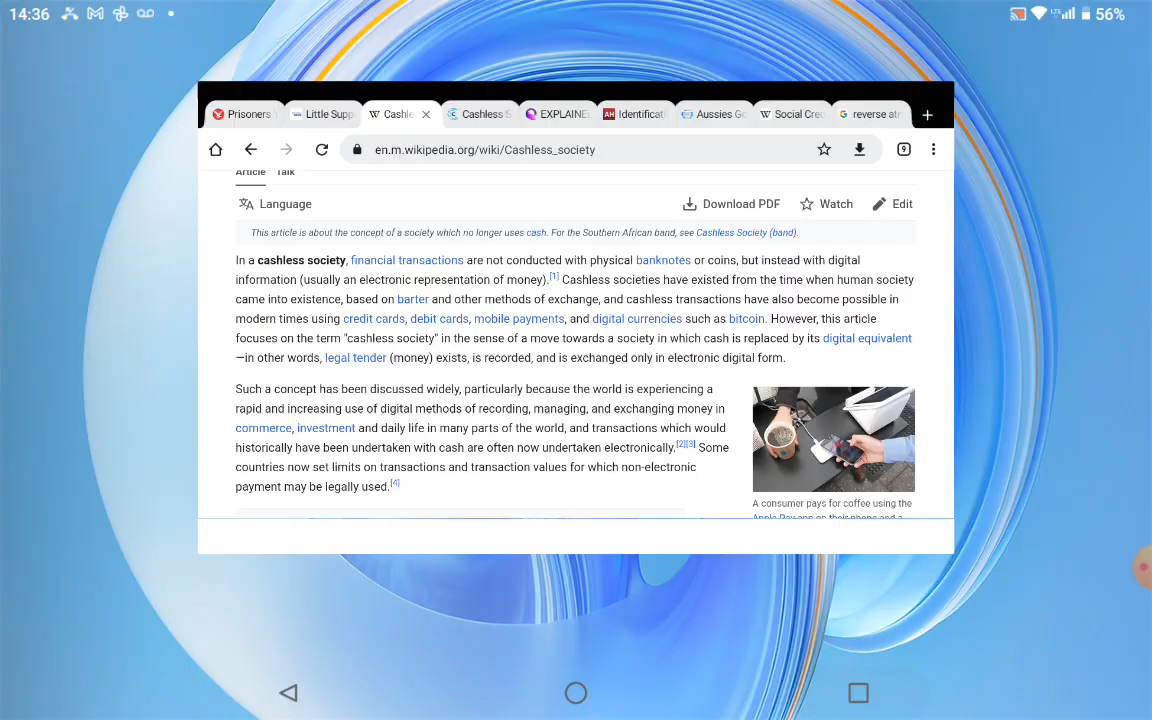 14:36
LTE
56%
Prisoners
Little Supp
Cashle
Cashless S
EXPLAINE
Identificati
Aussies Go
Social Cred
reverse atm
en.m.wikipedia.org/wiki/Cashless_society
9
Article Talk
Language
Download PDF
Watch
Edit
This article is about the concept of a society which no longer uses cash. For the Southern African band, see Cashless Society (band).
In a cashless society, financial transactions are not conducted with physical banknotes or coins, but instead with digital
information (usually an electronic representation of money).[1] Cashless societies have existed from the time when human society
came into existence, based on barter and other methods of exchange, and cashless transactions have also become possible in
modern times using credit cards, debit cards, mobile payments, and digital currencies such as bitcoin. However, this article
focuses on the term "cashless society" in the sense of a move towards a society in which cash is replaced by its digital equivalent
—in other words, legal tender (money) exists, is recorded, and is exchanged only in electronic digital form.
Such a concept has been discussed widely, particularly because the world is experiencing a
rapid and increasing use of digital methods of recording, managing, and exchanging money in
commerce, investment and daily life in many parts of the world, and transactions which would
historically have been undertaken with cash are often now undertaken electronically.[2][3] Some
countries now set limits on transactions and transaction values for which non-electronic
payment may be legally used.[4]
A consumer pays for coffee using the
Apple Pay app on their phone and a